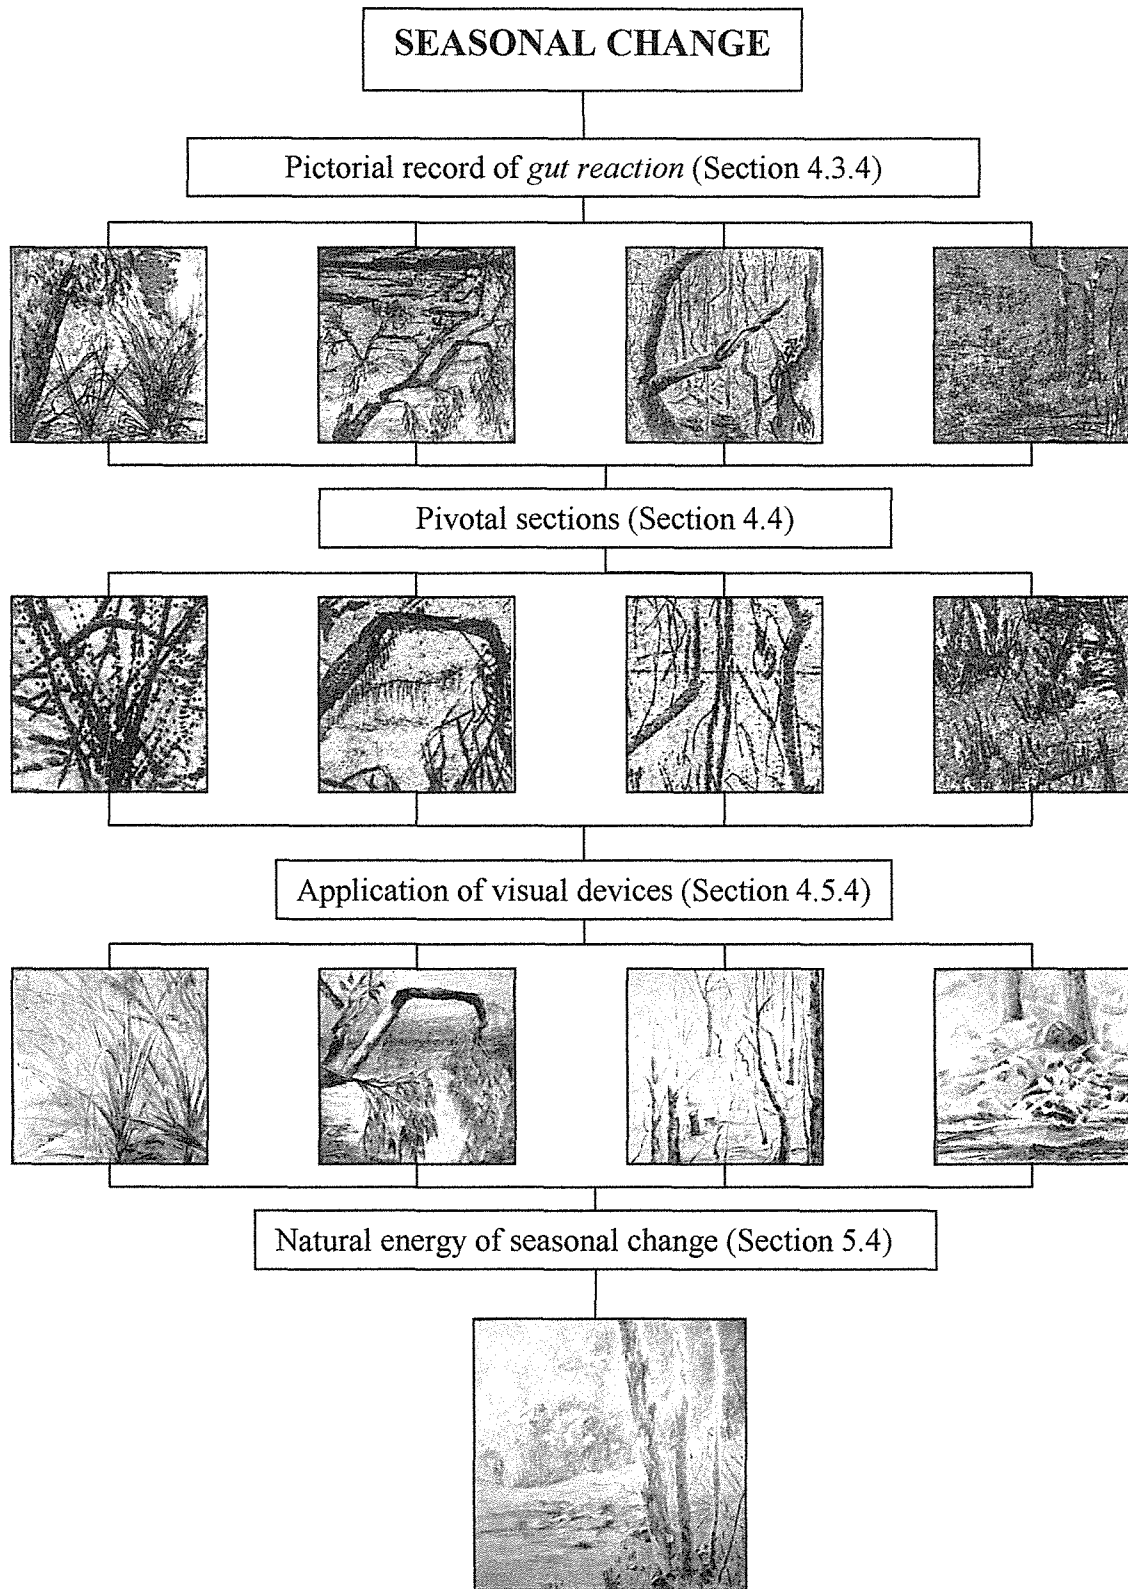 SEASONAL CHANGE
Pictorial record of gut reaction (Section 4.3.4)
Pivotal sections (Section 4.4)
Application of visual devices (Section 4.5.4)
Natural energy of seasonal change (Section 5.4)